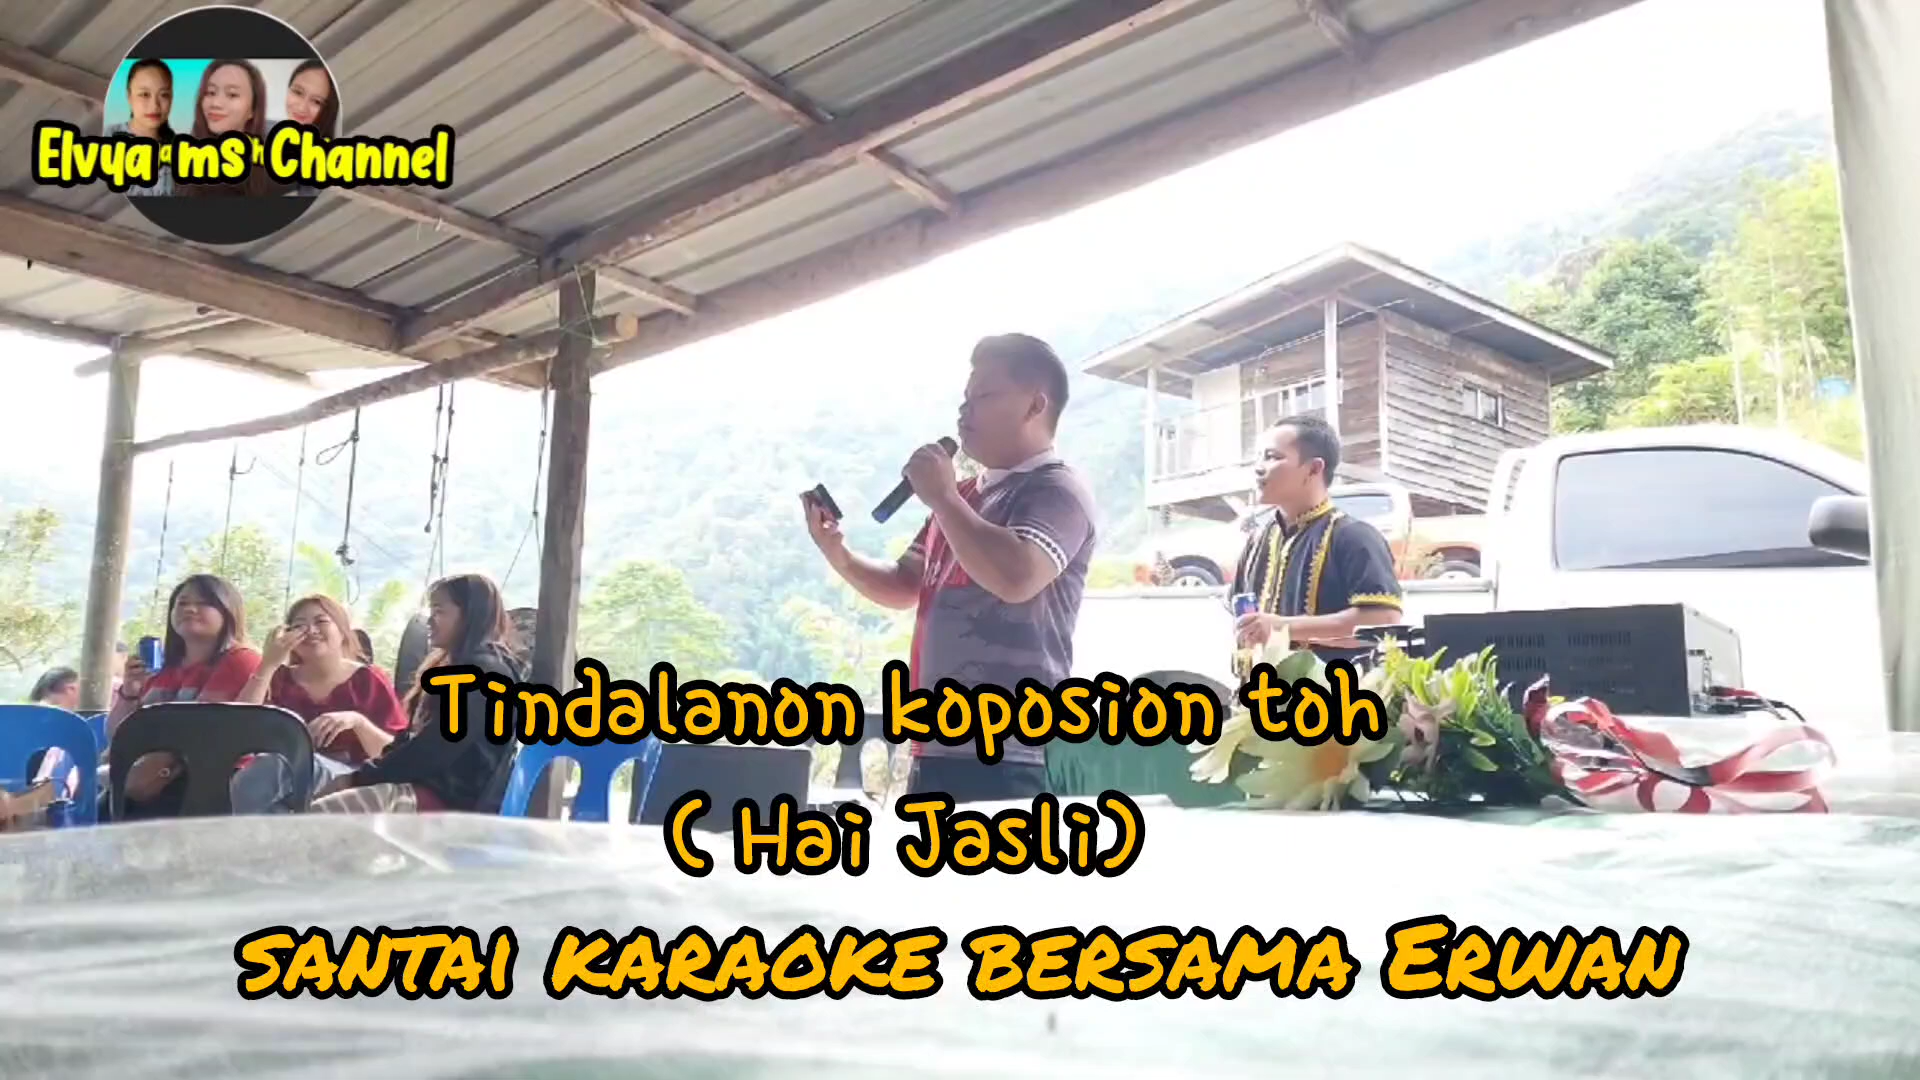 Elvya ms Channel
Tindalanon koposion toh
( Hai Jasli)
santai karaoke bersama Erwan